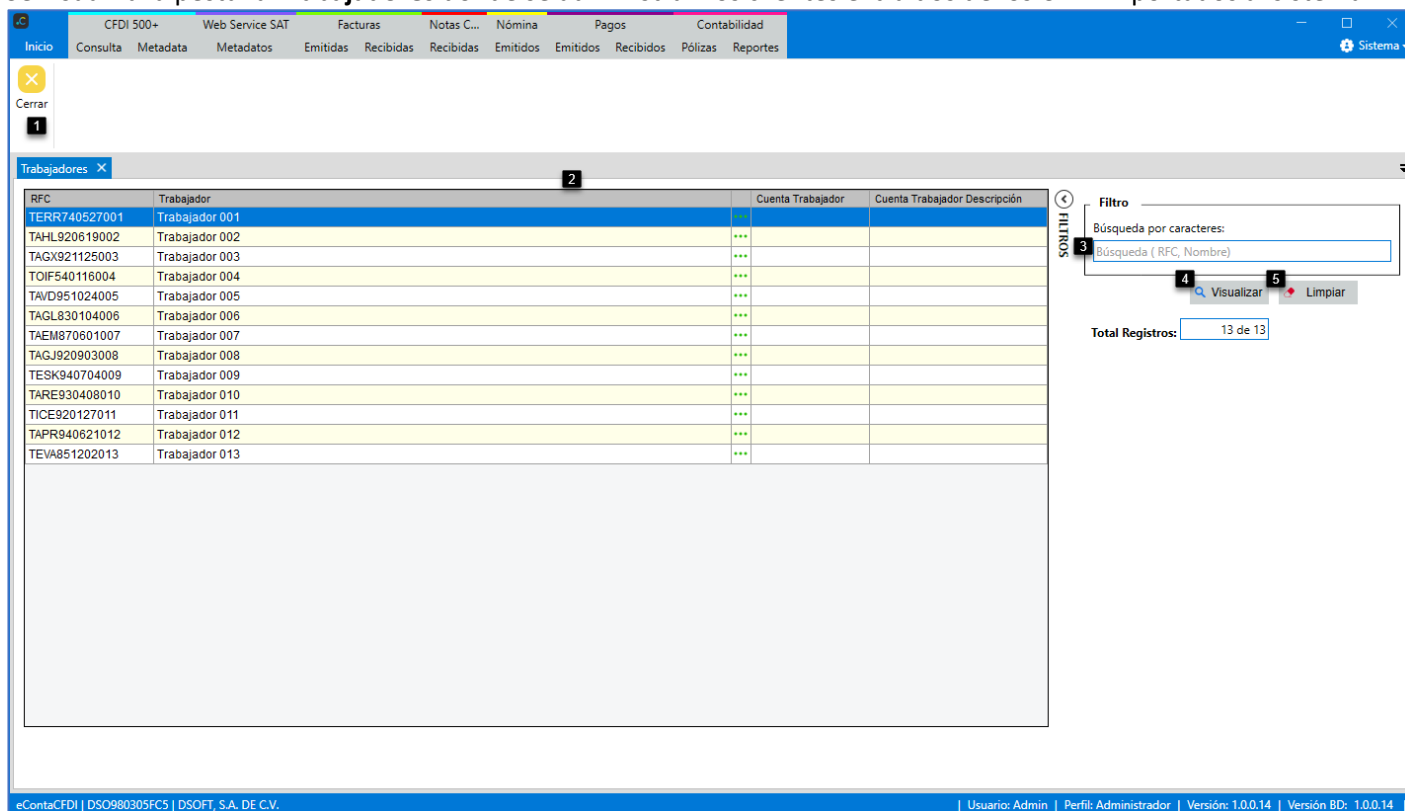 CFDI 500+ Web Service SAT Facturas Notas C... Nómina Pagos Contabilidad
Inicio Consulta Metadata Metadatos Emitidas Recibidas Recibidas Emitidos Emitidos Recibidos Pólizas Reportes Sistema
Cerrar
1
Trabajadores
2
RFC Trabajador Cuenta Trabajador Cuenta Trabajador Descripción
TERR740527001 Trabajador 001
TAHL920619002 Trabajador 002
TAGX921125003 Trabajador 003
TOIF540116004 Trabajador 004
TAVD951024005 Trabajador 005
TAGL830104006 Trabajador 006
TAEM870601007 Trabajador 007
TAGJ920903008 Trabajador 008
TESK940704009 Trabajador 009
TARE930408010 Trabajador 010
TICE920127011 Trabajador 011
TAPR940621012 Trabajador 012
TEVA851202013 Trabajador 013
FILTROS
Filtro
Búsqueda por caracteres:
3 Búsqueda ( RFC, Nombre)
4 Visualizar 5 Limpiar
Total Registros: 13 de 13
eContaCFDI | DSO980305FC5 | DSOFT, S.A. DE C.V. | Usuario: Admin | Perfil: Administrador | Versión: 1.0.0.14 | Versión BD: 1.0.0.14